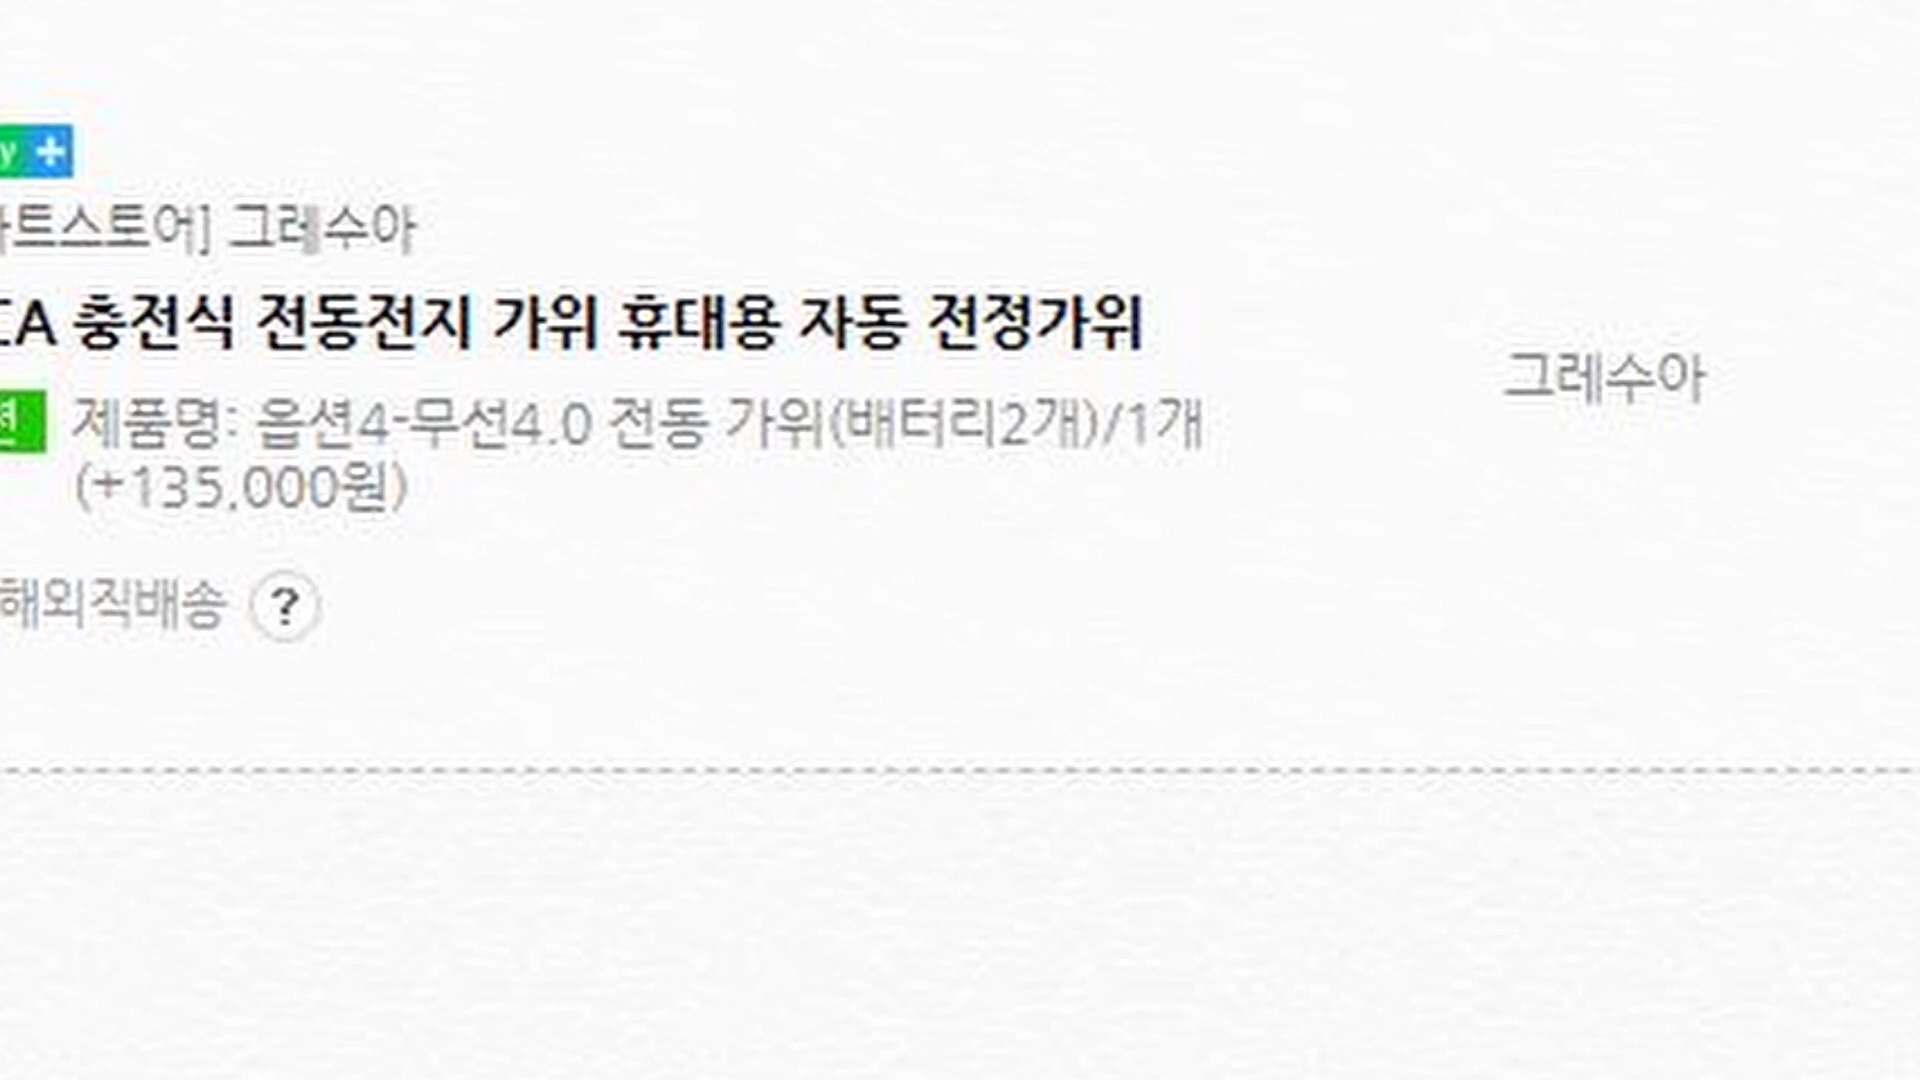 y +
트스토어] 그레수아
A 충전식 전동전지 가위 휴대용 자동 전정가위
그레수아
제품명: 옵션4-무선4.0 전동 가위(배터리2개)/1개
(+135,000원)
해외직배송 ?